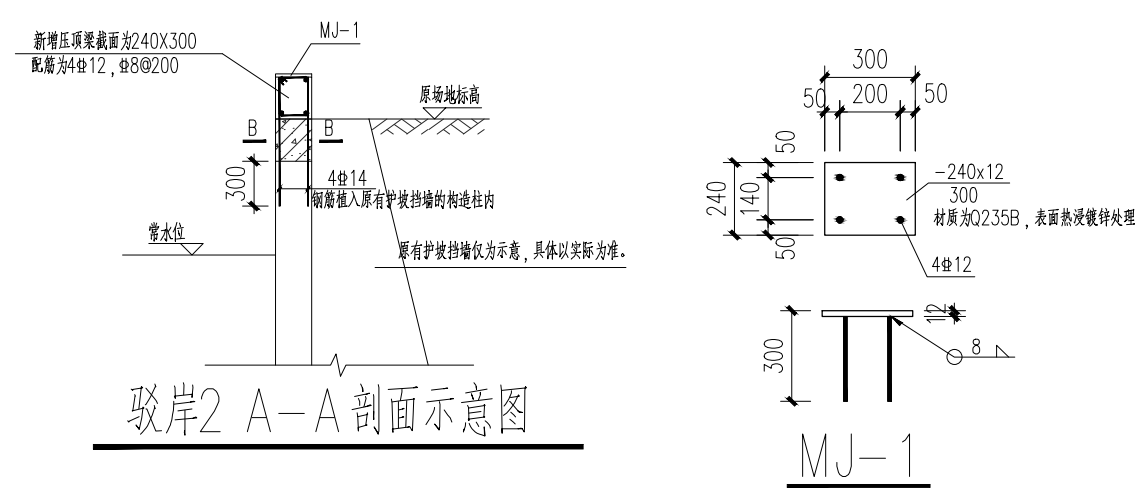 新增压顶梁截面为240X300
配筋为4Φ12,Φ8@200
MJ-1
原场地标高
B
B
300
4Φ14
钢筋植入原有护坡挡墙的构造柱内
常水位
原有护坡挡墙仅为示意,具体以实际为准。
驳岸2 A-A 剖面示意图
300
50
200
50
50
240
140
50
-240x12
300
材质为Q235B,表面热浸镀锌处理
4Φ12
300
12
8
MJ-1